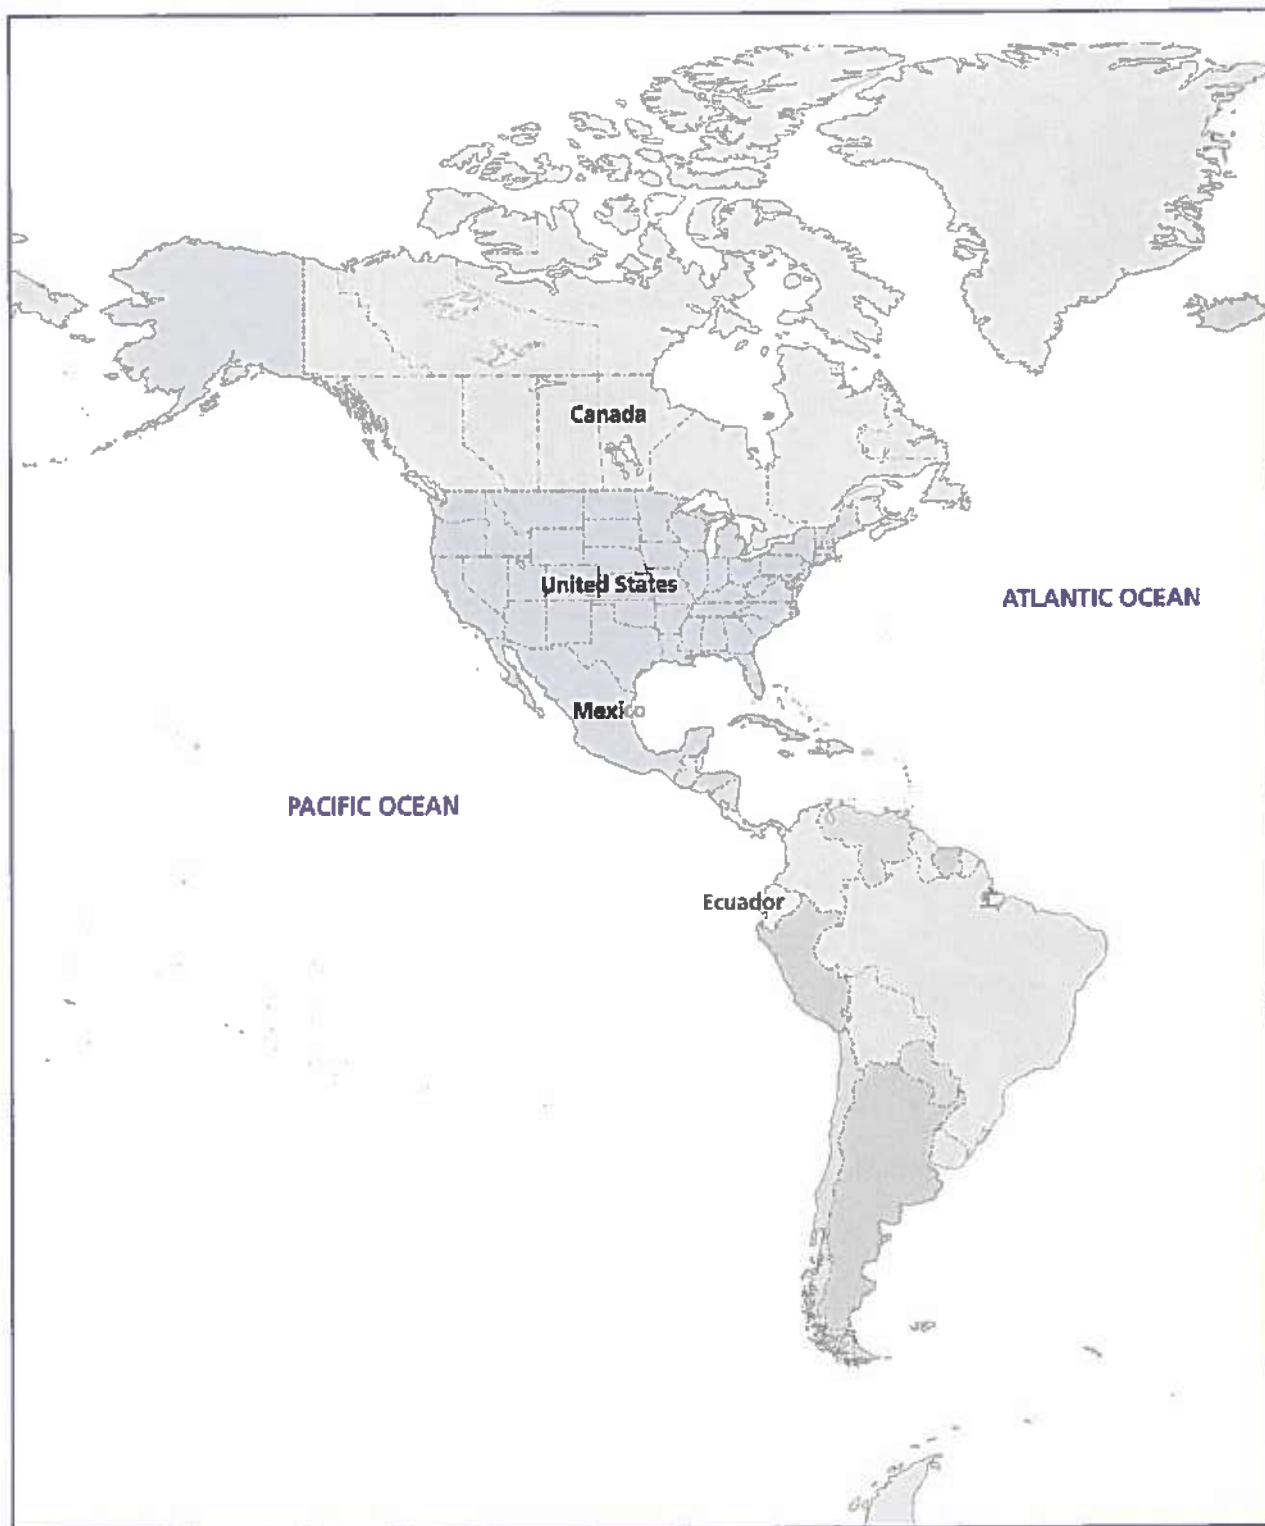 Canada
United States
ATLANTIC OCEAN
Mexico
PACIFIC OCEAN
Ecuador